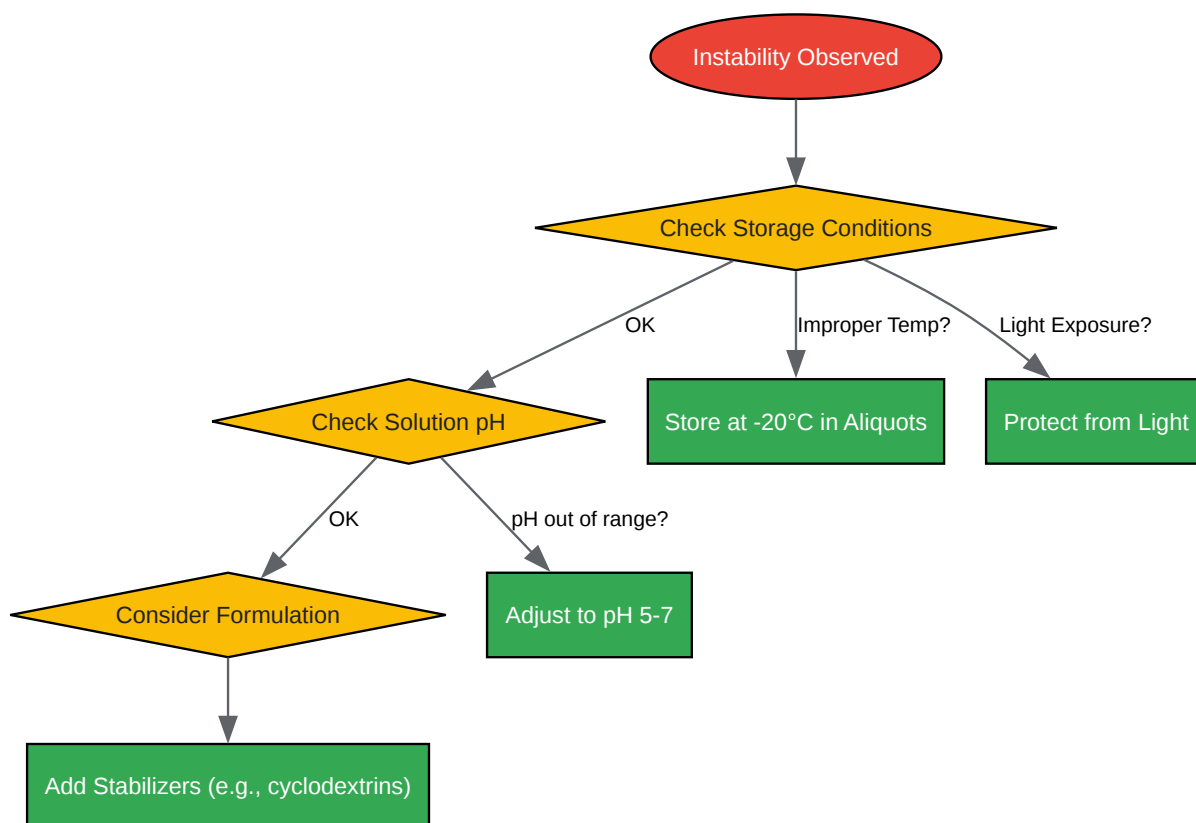 Instability Observed
Check Storage Conditions
OK
Improper Temp?
Light Exposure?
Check Solution pH
Store at -20°C in Aliquots
Protect from Light
OK
pH out of range?
Consider Formulation
Adjust to pH 5-7
Add Stabilizers (e.g., cyclodextrins)